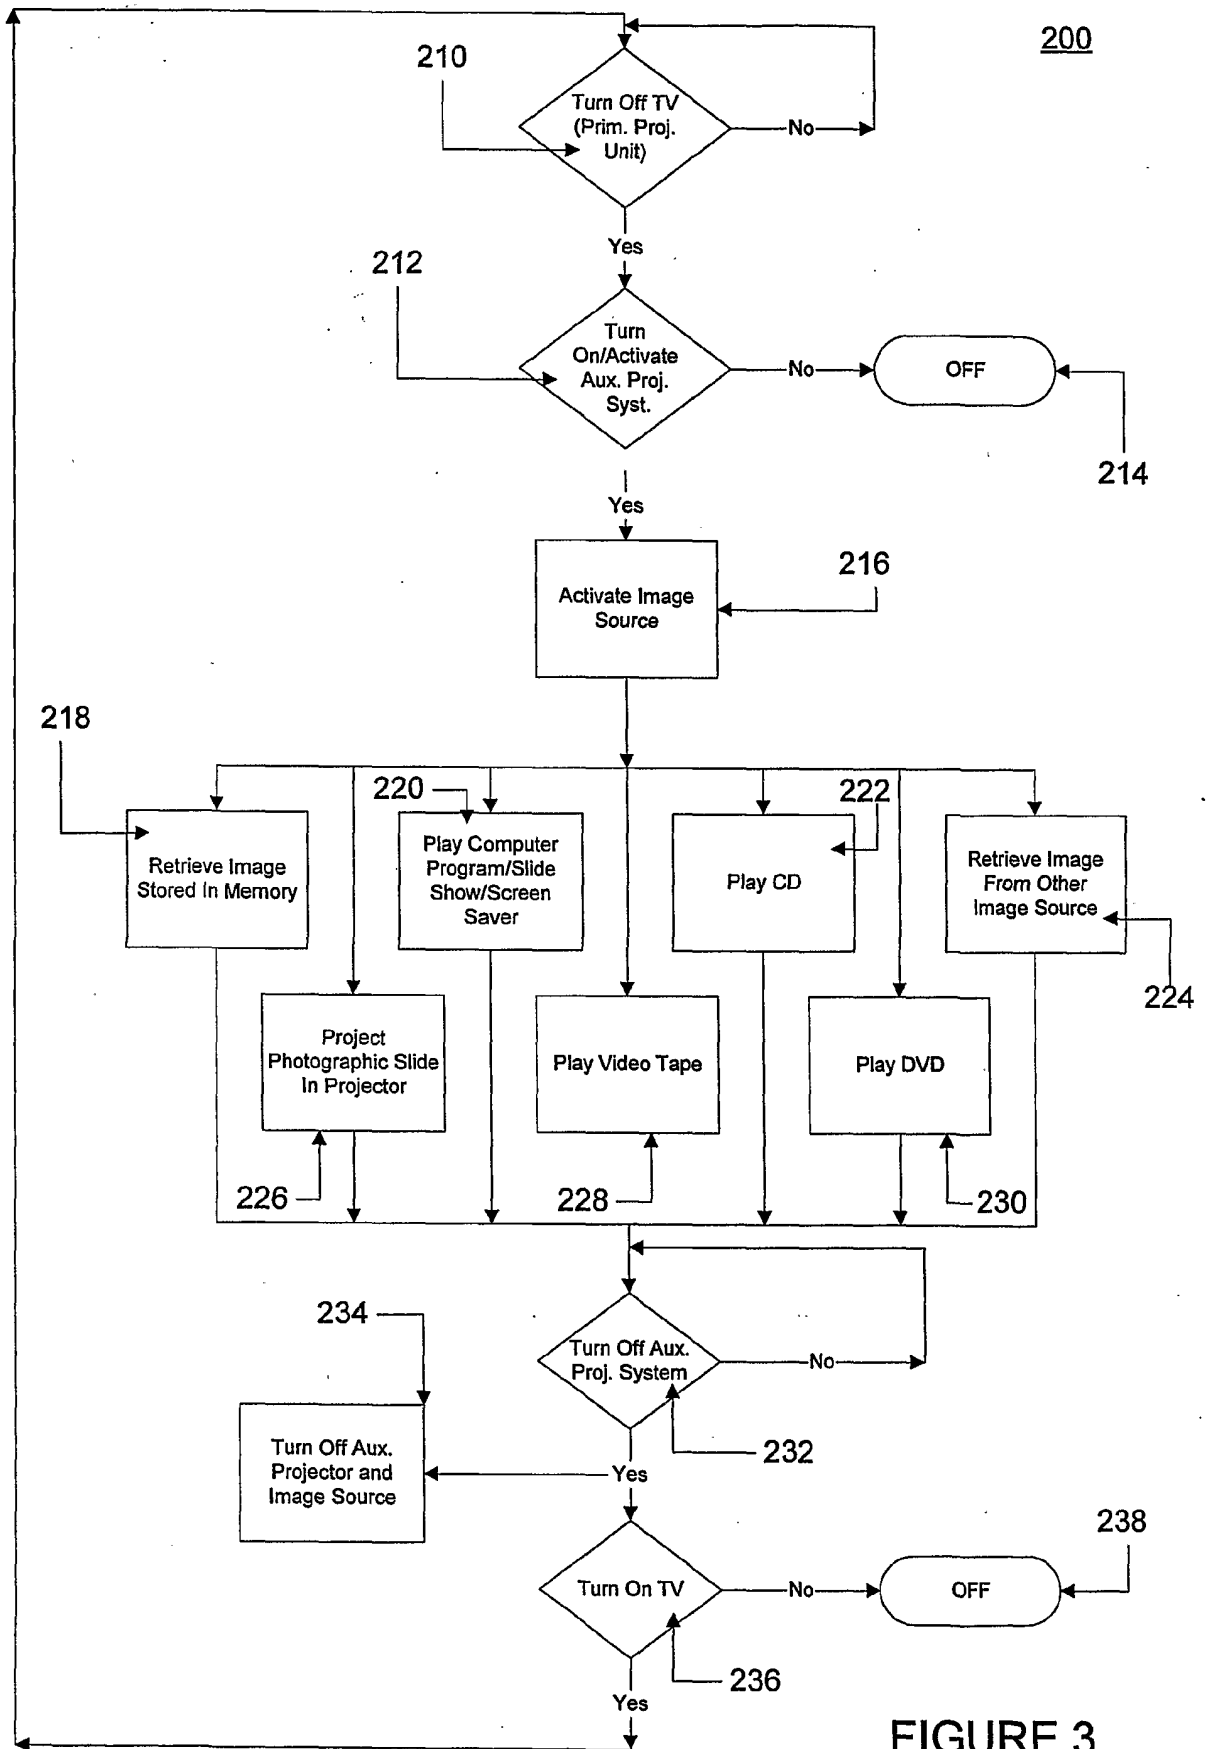 200
210
Turn Off TV
(Prim. Proj.
Unit)
No
Yes
212
Turn
On/Activate
Aux. Proj.
Syst.
No
OFF
214
Yes
Activate Image
Source
216
218
Retrieve Image
Stored In Memory
220
Play Computer
Program/Slide
Show/Screen
Saver
222
Play CD
Retrieve Image
From Other
Image Source
224
Project
Photographic Slide
In Projector
226
Play Video Tape
228
Play DVD
230
Turn Off Aux.
Proj. System
No
232
234
Turn Off Aux.
Projector and
Image Source
Yes
Turn On TV
No
OFF
238
236
Yes
FIGURE 3